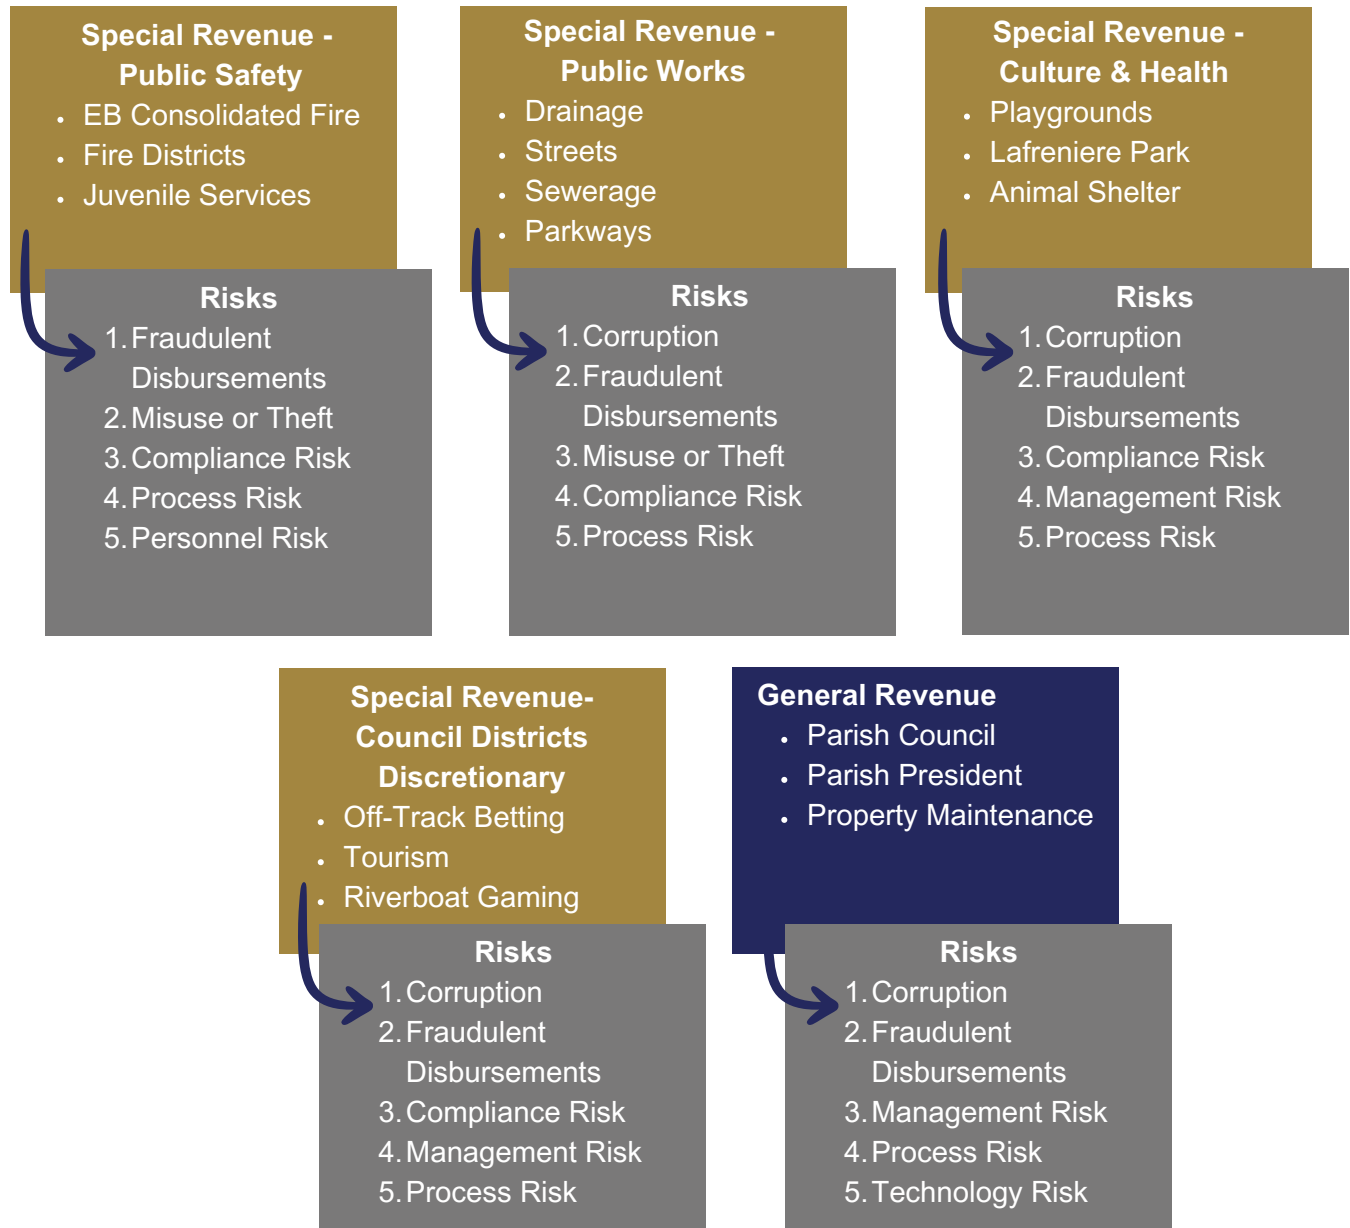 Special Revenue -
Public Safety
• EB Consolidated Fire
• Fire Districts
• Juvenile Services
Risks
1. Fraudulent
Disbursements
2. Misuse or Theft
3. Compliance Risk
4. Process Risk
5. Personnel Risk
Special Revenue -
Public Works
• Drainage
• Streets
• Sewerage
• Parkways
Risks
1. Corruption
2. Fraudulent
Disbursements
3. Misuse or Theft
4. Compliance Risk
5. Process Risk
Special Revenue -
Culture & Health
• Playgrounds
• Lafreniere Park
• Animal Shelter
Risks
1. Corruption
2. Fraudulent
Disbursements
3. Compliance Risk
4. Management Risk
5. Process Risk
Special Revenue-
Council Districts
Discretionary
• Off-Track Betting
• Tourism
• Riverboat Gaming
Risks
1. Corruption
2. Fraudulent
Disbursements
3. Compliance Risk
4. Management Risk
5. Process Risk
General Revenue
• Parish Council
• Parish President
• Property Maintenance
Risks
1. Corruption
2. Fraudulent
Disbursements
3. Management Risk
4. Process Risk
5. Technology Risk